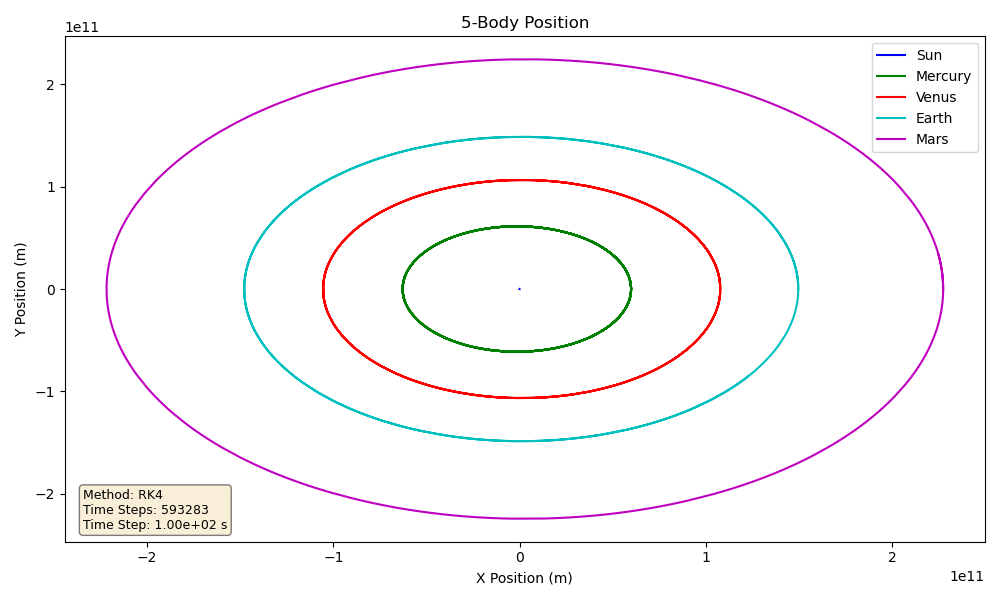 5-Body Position
1e11
Sun
Mercury
Venus
Earth
Mars
2
1
0
−1
−2
Y Position (m)
Method: RK4
Time Steps: 593283
Time Step: 1.00e+02 s
−2 −1 0 1 2
X Position (m)
1e11